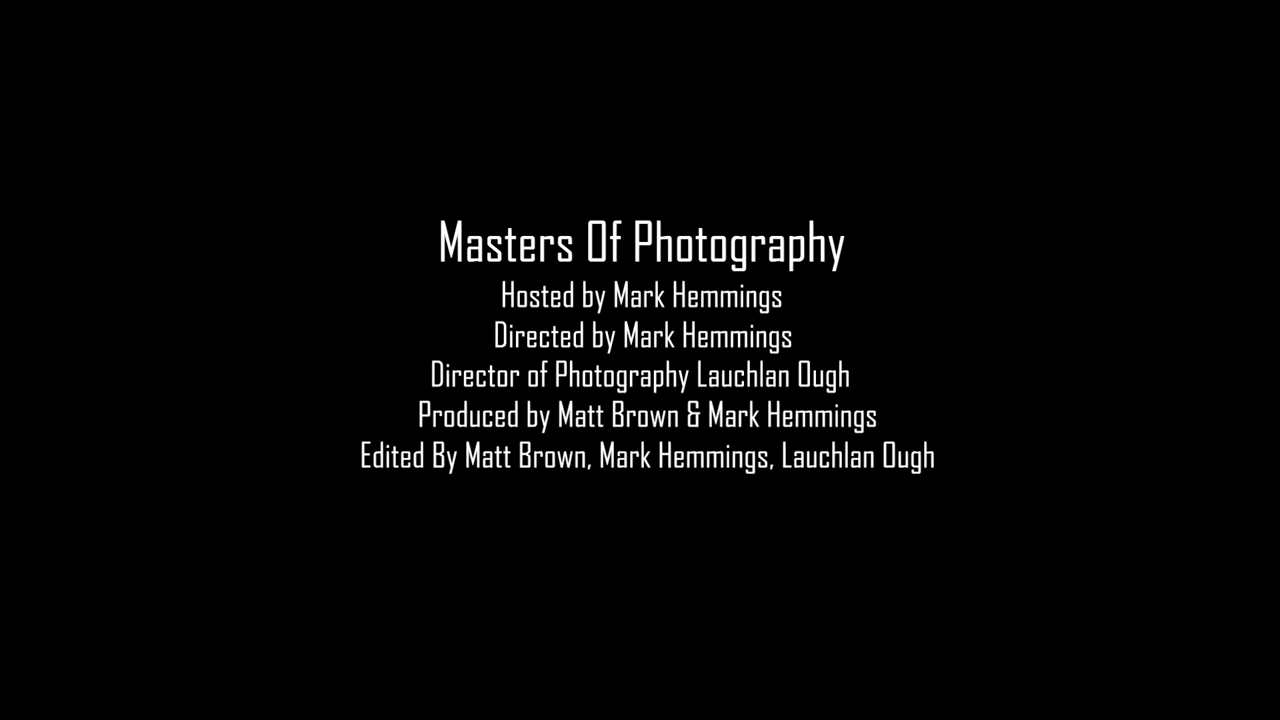 Masters Of Photography
Hosted by Mark Hemmings
Directed by Mark Hemmings
Director of Photography Lauchlan Ough
Produced by Matt Brown & Mark Hemmings
Edited By Matt Brown, Mark Hemmings, Lauchlan Ough